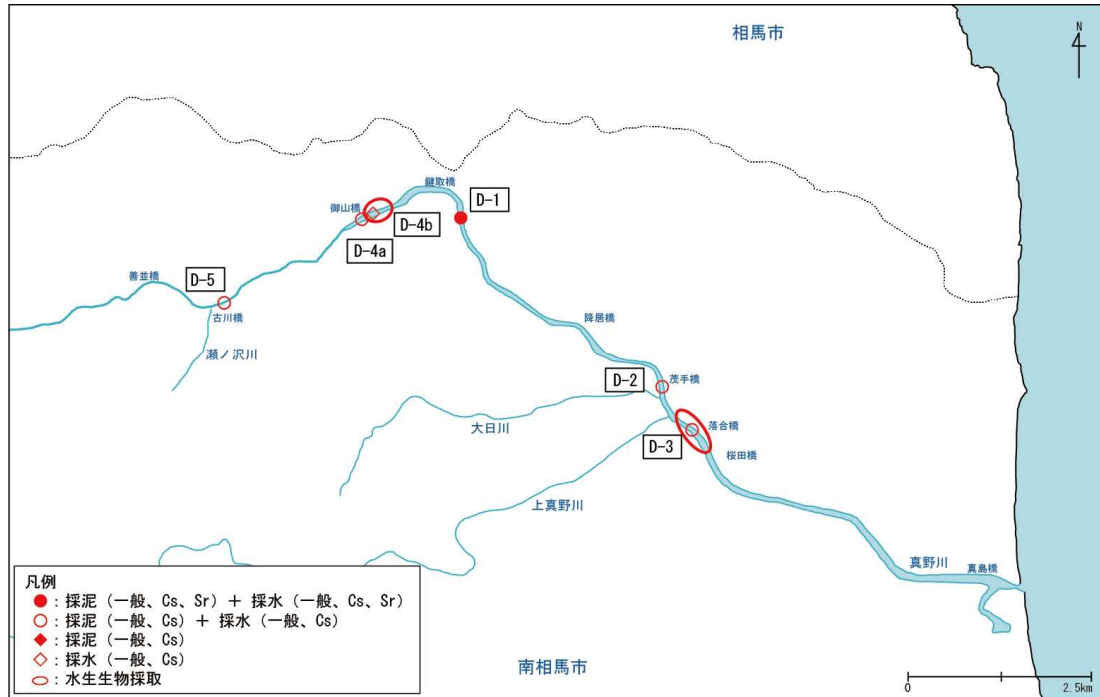 相馬市
N
鍵取橋
D-1
御山橋
D-4b
D-4a
善並橋
D-5
古川橋
瀬ノ沢川
降居橋
D-2
茂手橋
大日川
落合橋
D-3
桜田橋
上真野川
真野川
真島橋
凡例
●：採泥（一般、Cs、Sr）＋ 採水（一般、Cs、Sr）
○：採泥（一般、Cs）＋ 採水（一般、Cs）
◆：採泥（一般、Cs）
◇：採水（一般、Cs）
：水生生物採取
南相馬市
0
2.5km